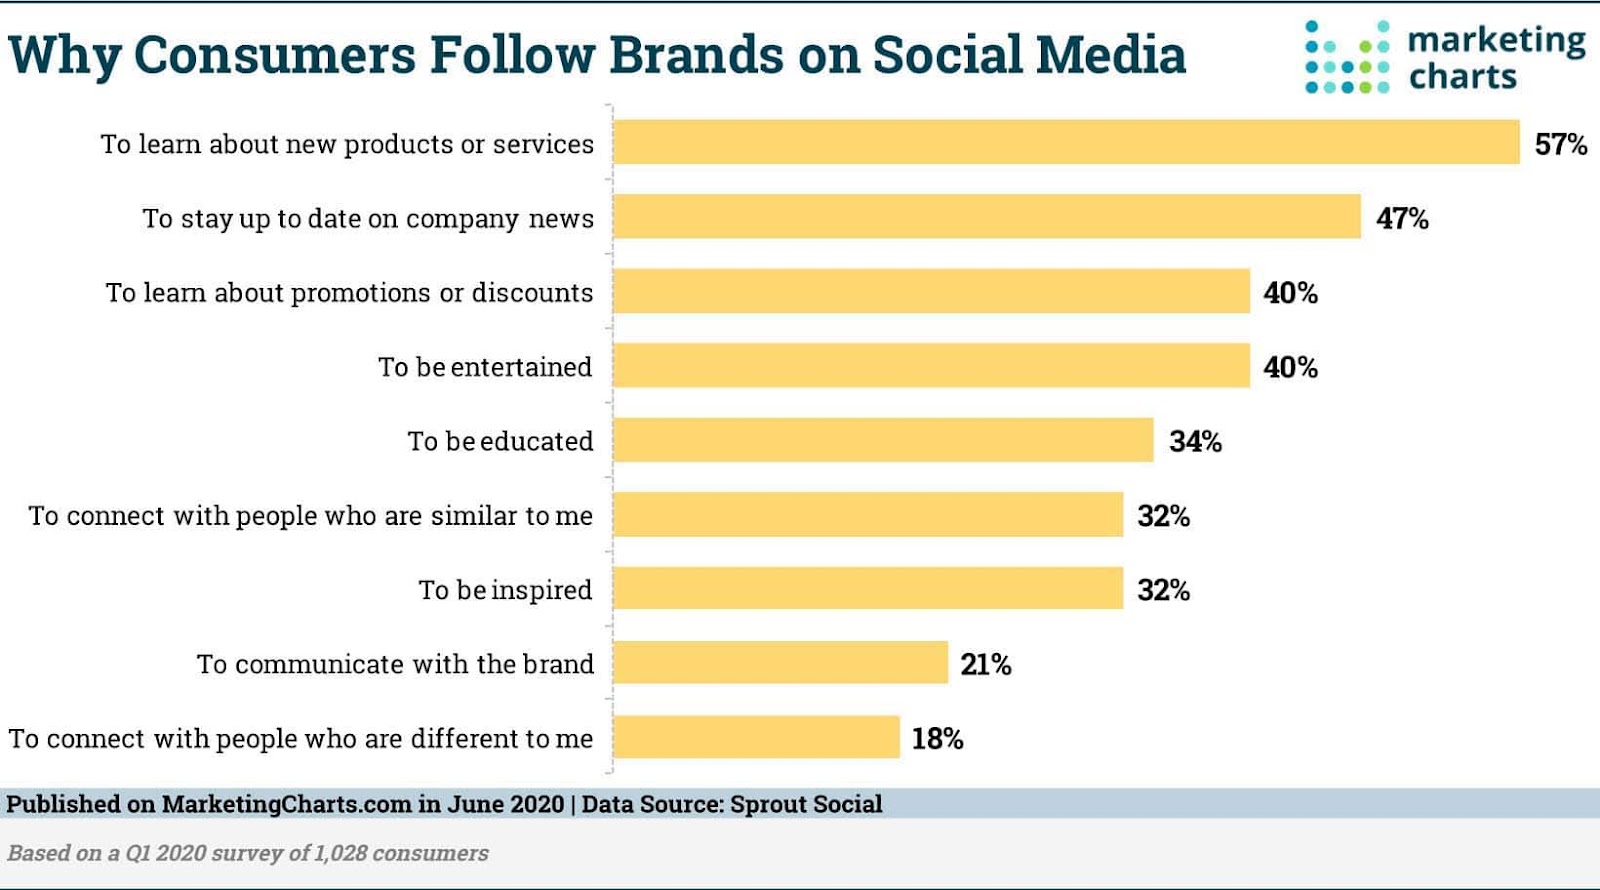 Why Consumers Follow Brands on Social Media
marketing
charts
To learn about new products or services 57%
To stay up to date on company news 47%
To learn about promotions or discounts 40%
To be entertained 40%
To be educated 34%
To connect with people who are similar to me 32%
To be inspired 32%
To communicate with the brand 21%
To connect with people who are different to me 18%
Published on MarketingCharts.com in June 2020 | Data Source: Sprout Social
Based on a Q1 2020 survey of 1,028 consumers